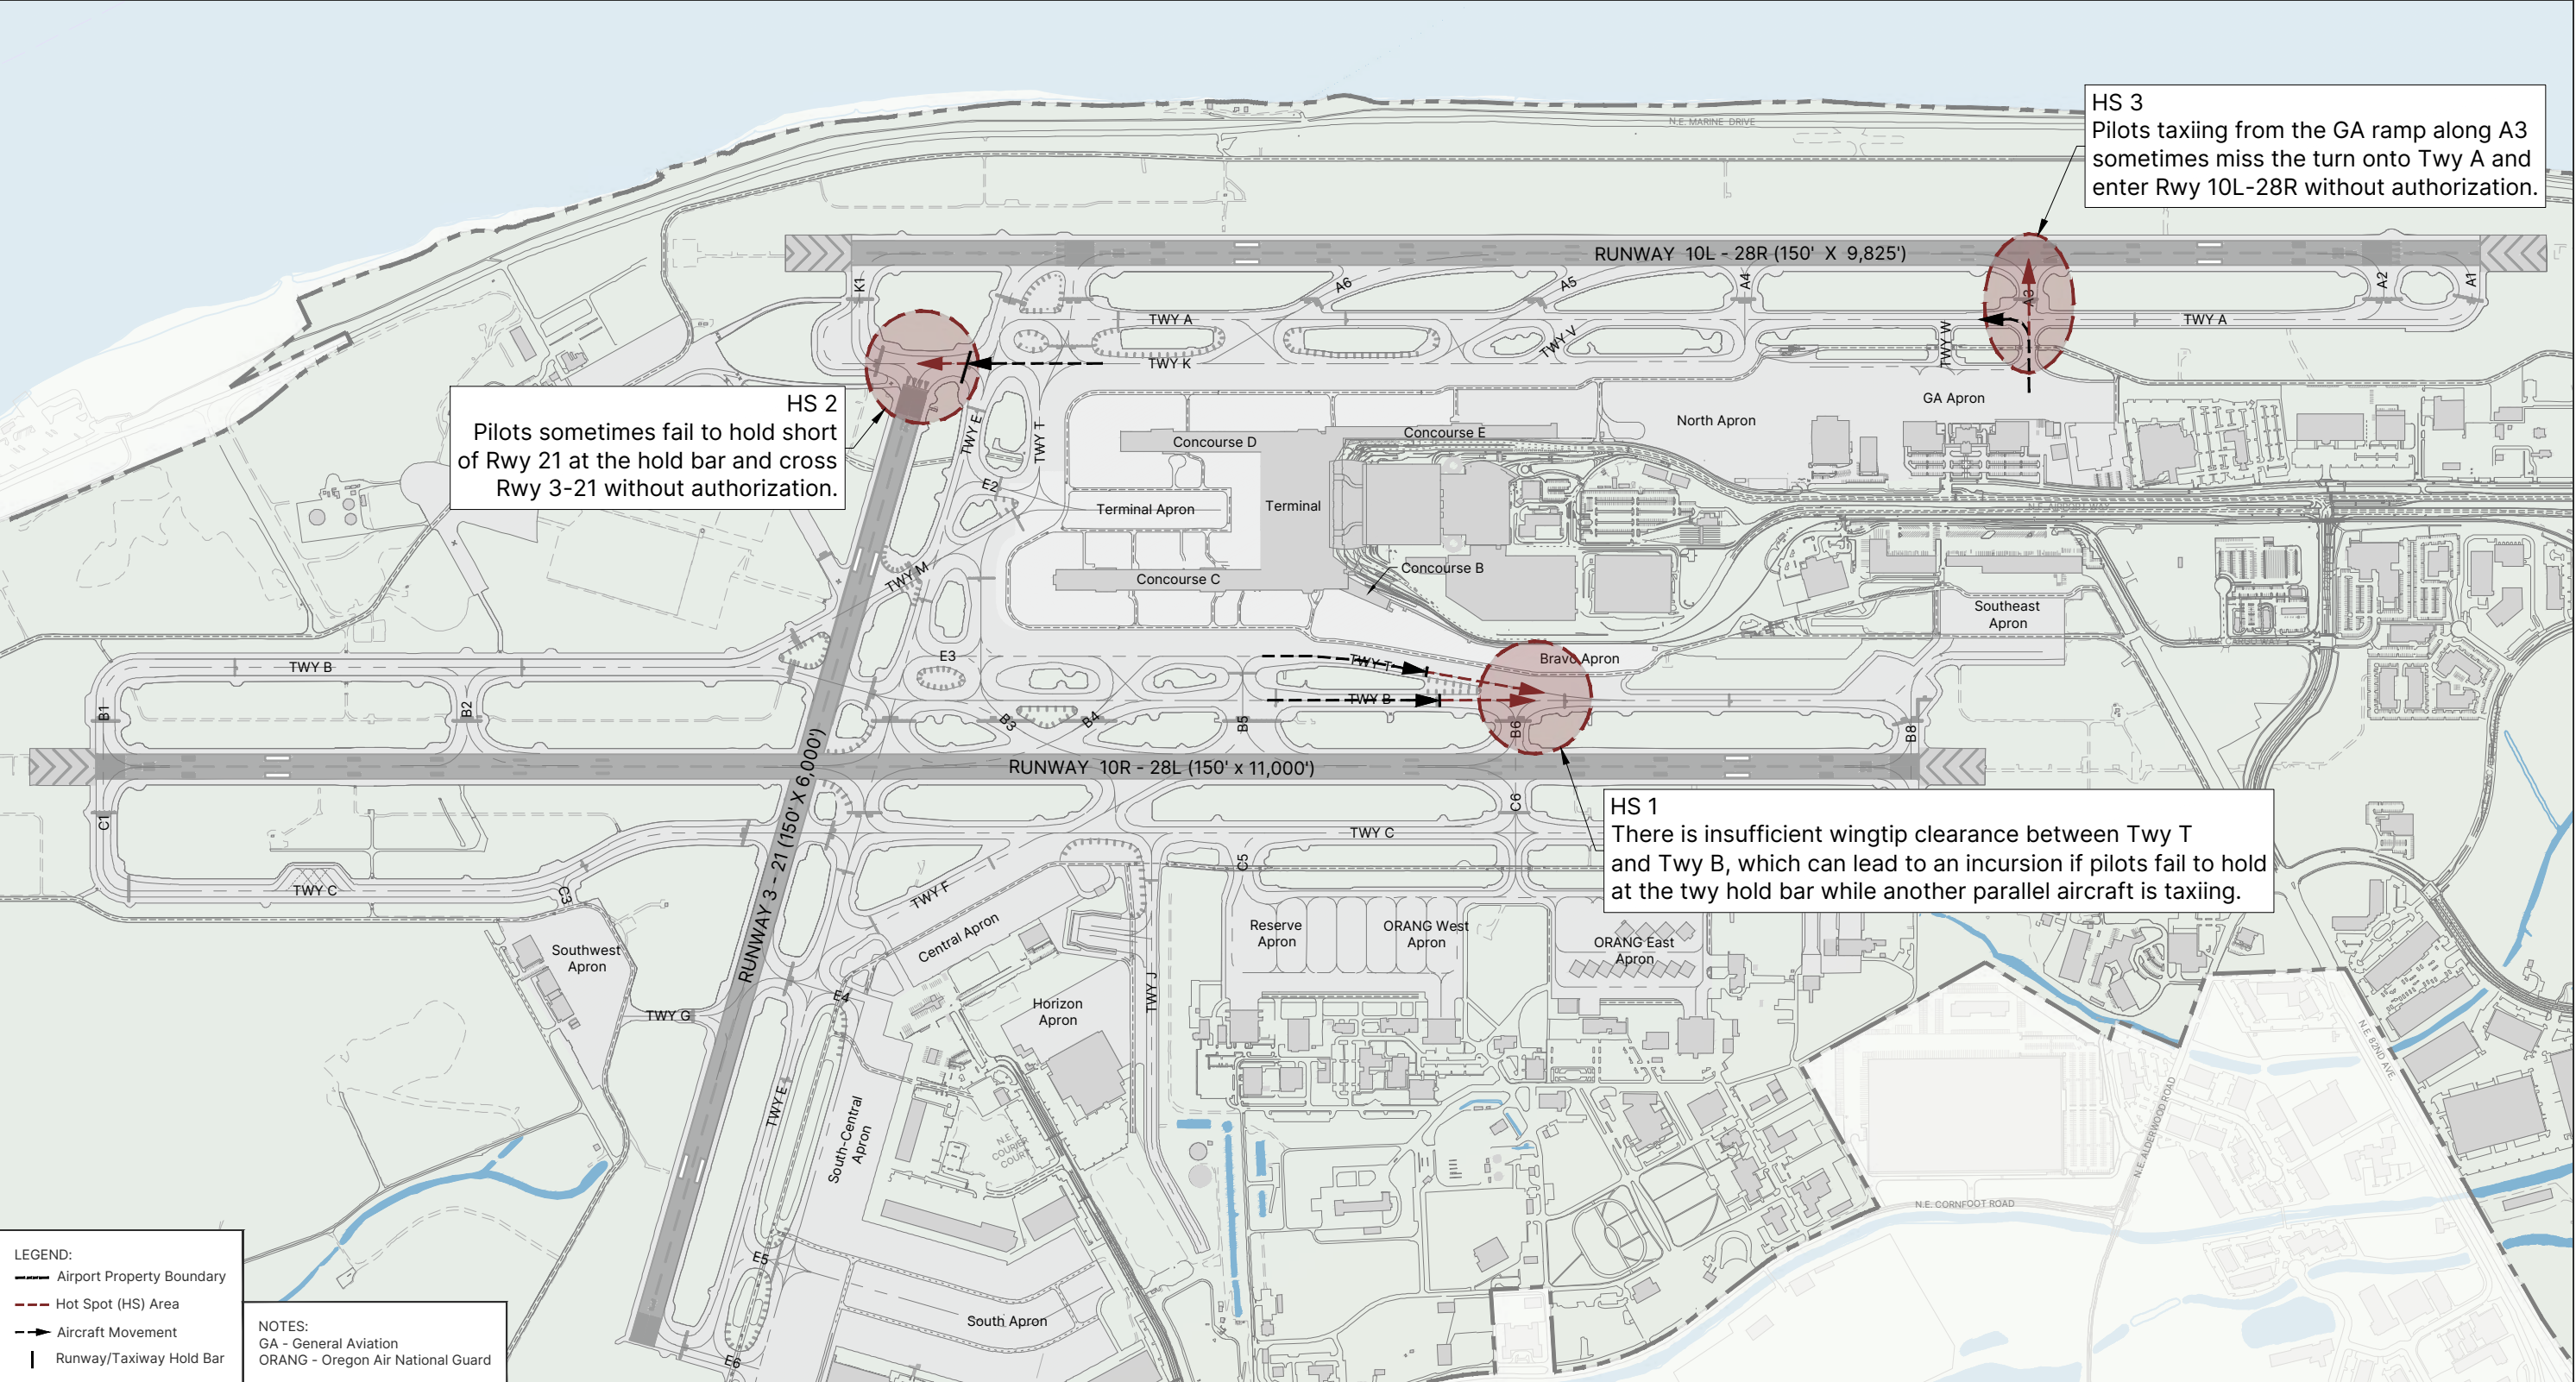 N.E. MARINE DRIVE
HS 3
Pilots taxiing from the GA ramp along A3
sometimes miss the turn onto Twy A and
enter Rwy 10L-28R without authorization.
RUNWAY 10L - 28R (150' X 9,825')
K1
A6
A5
A4
A3
A2
A1
TWY A
TWY A
TWY V
TWY W
TWY K
HS 2
Pilots sometimes fail to hold short
of Rwy 21 at the hold bar and cross
Rwy 3-21 without authorization.
GA Apron
North Apron
TWY E
TWY T
Concourse D
Concourse E
E2
Terminal Apron
Terminal
N.E. AIRPORT WAY
TWY M
Concourse C
Concourse B
Southeast
Apron
E3
TWY B
TWY T
Bravo Apron
TWY B
B1
B2
B3
B4
B5
B6
B8
RUNWAY 10R - 28L (150' x 11,000')
RUNWAY 3 - 21 (150' X 6,000')
HS 1
There is insufficient wingtip clearance between Twy T
and Twy B, which can lead to an incursion if pilots fail to hold
at the twy hold bar while another parallel aircraft is taxiing.
C1
C6
TWY C
C5
TWY C
C3
TWY F
Central Apron
Southwest
Apron
Reserve
Apron
ORANG West
Apron
ORANG East
Apron
TWY G
E4
Horizon
Apron
TWY J
TWY E
South-Central
Apron
N.E.
COURIER
COURT
N.E. 82ND AVE.
N.E. ALDERWOOD ROAD
N.E. CORNFOOT ROAD
E5
South Apron
E6
LEGEND:
Airport Property Boundary
Hot Spot (HS) Area
Aircraft Movement
Runway/Taxiway Hold Bar
NOTES:
GA - General Aviation
ORANG - Oregon Air National Guard